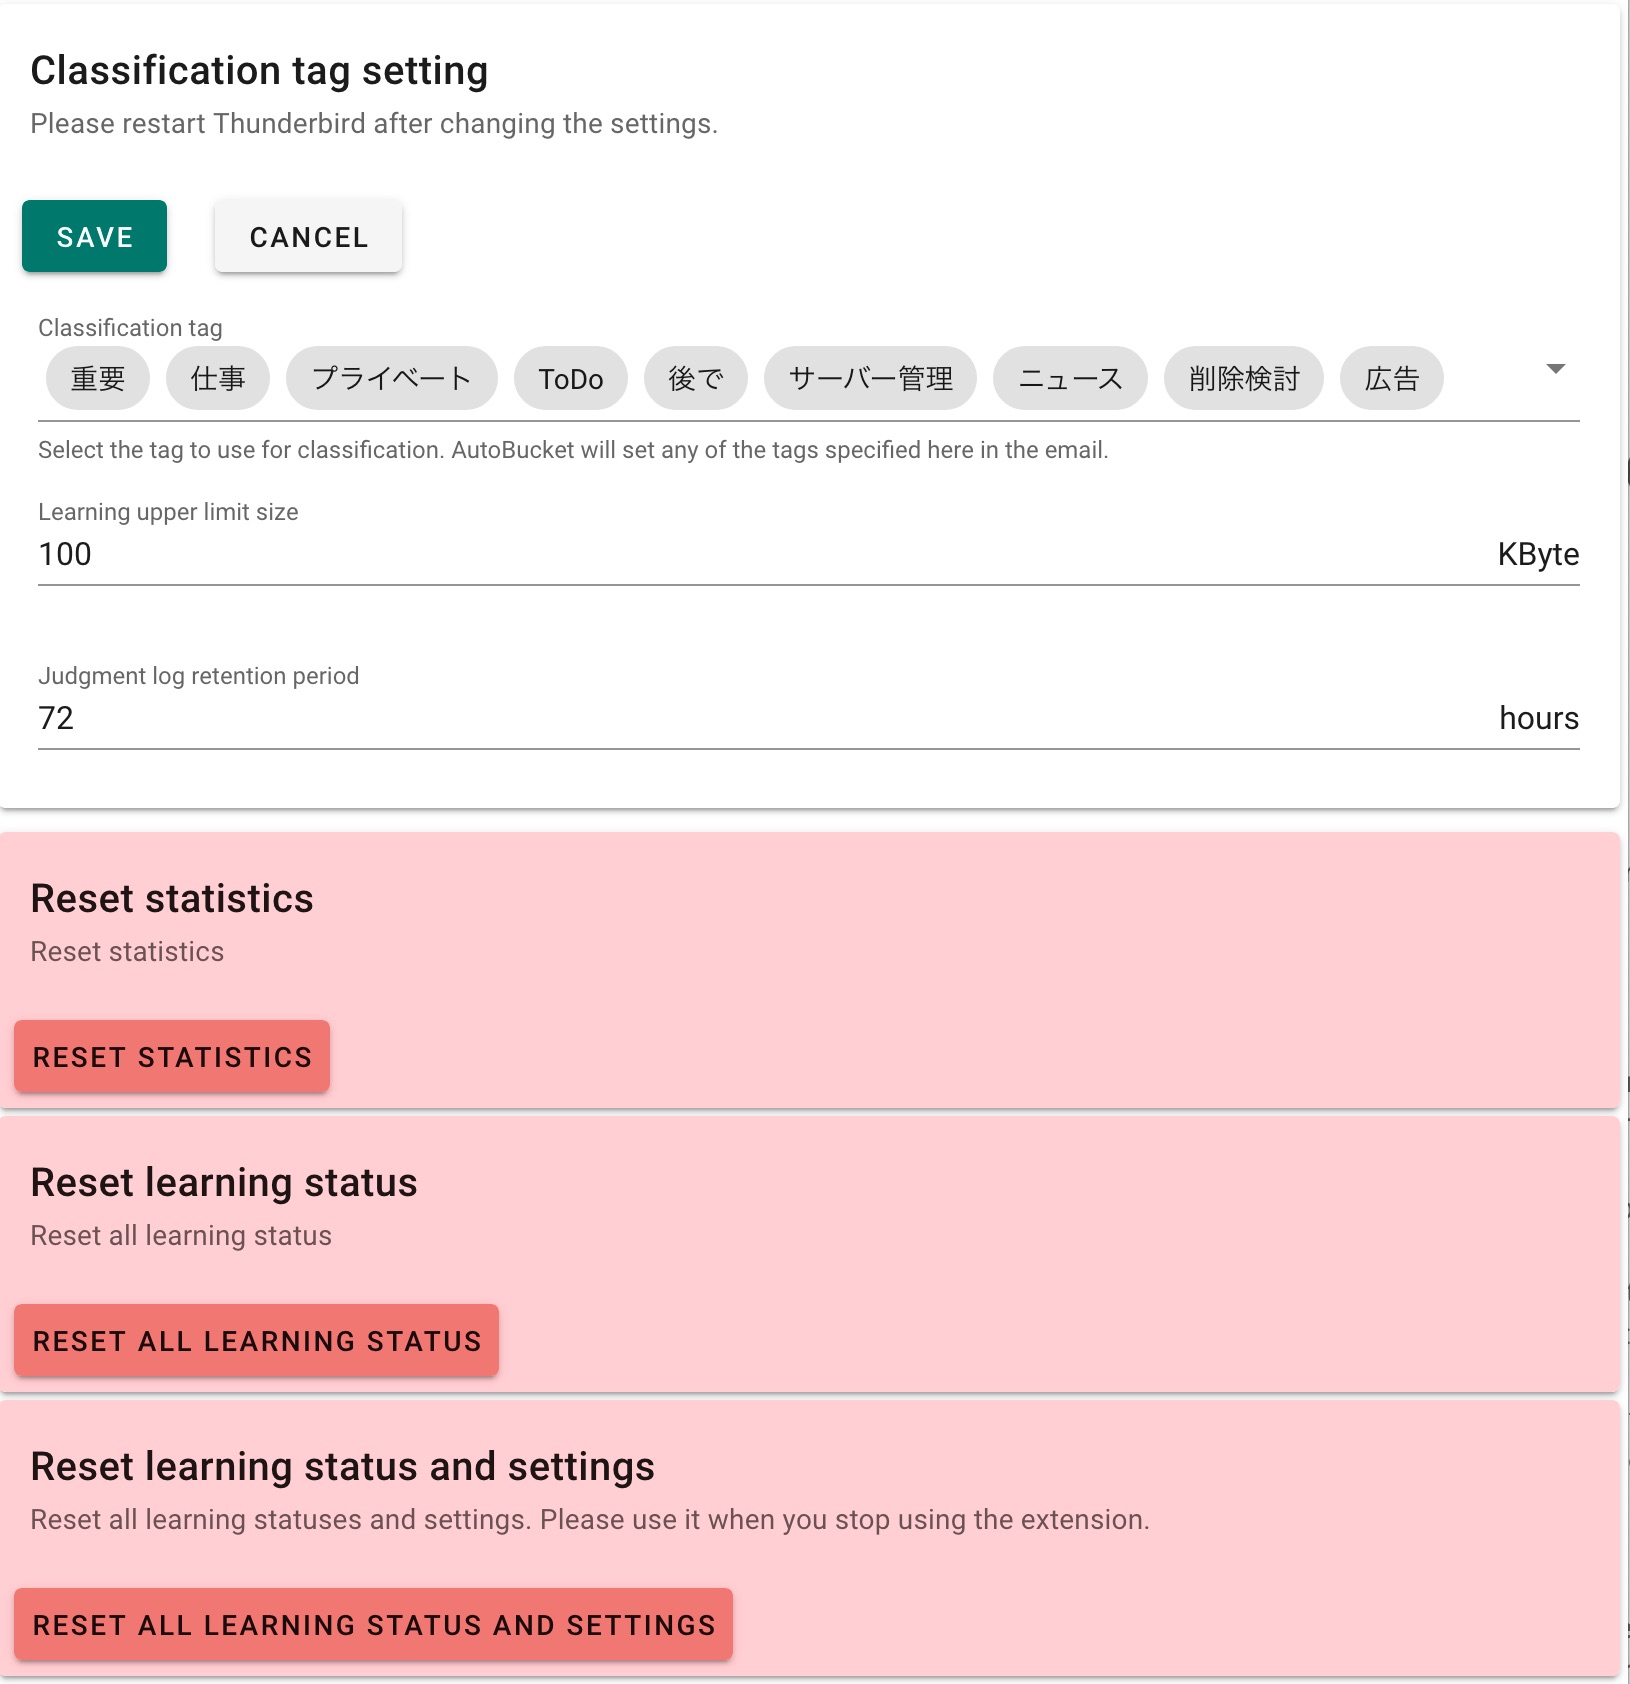 Classification tag setting
Please restart Thunderbird after changing the settings.
SAVE CANCEL
Classification tag
重要 仕事 プライベート ToDo 後で サーバー管理 ニュース 削除検討 広告
Select the tag to use for classification. AutoBucket will set any of the tags specified here in the email.
Learning upper limit size
100 KByte
Judgment log retention period
72 hours
Reset statistics
Reset statistics
RESET STATISTICS
Reset learning status
Reset all learning status
RESET ALL LEARNING STATUS
Reset learning status and settings
Reset all learning statuses and settings. Please use it when you stop using the extension.
RESET ALL LEARNING STATUS AND SETTINGS